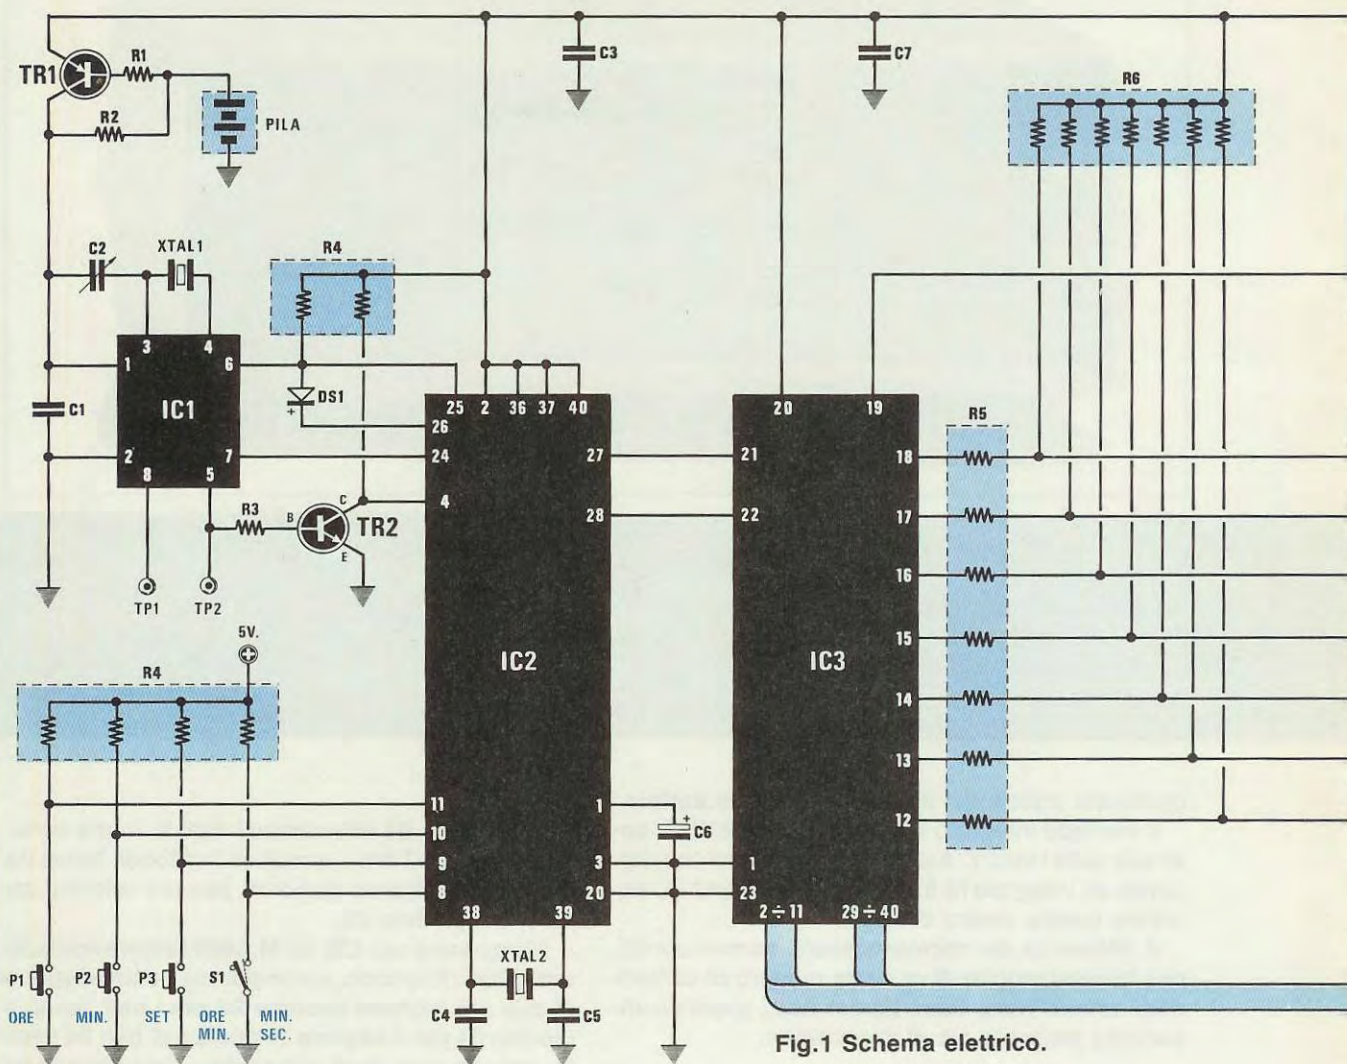 C3
C7
R1
TR1
R2
PILA
R6
C2
XTAL1
R4
3
4
1
6
IC1
C1
2
7
8
5
DS1
+
25
2
36
37
40
26
24
4
27
28
20
19
21
22
R5
18
17
16
15
14
13
12
R3
B
C
E
TR2
TP1
TP2
5V.
+
R4
IC2
IC3
11
10
9
8
1
3
20
+
C6
1
23
2÷11
29÷40
38
39
XTAL2
C4
C5
P1
P2
P3
S1
ORE
MIN.
SET
ORE
MIN.
MIN.
SEC.
Fig.1 Schema elettrico.